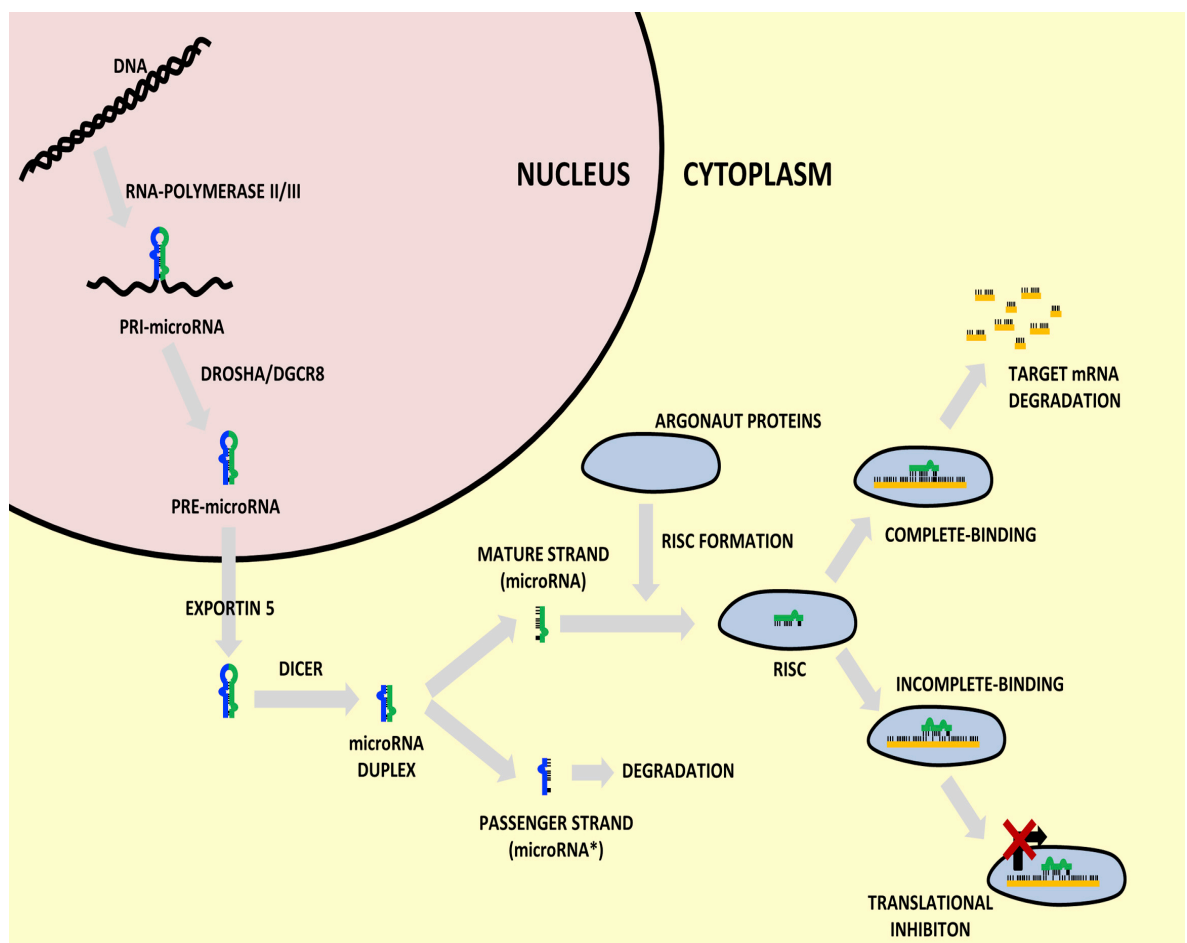 DNA
RNA-POLYMERASE II/III
NUCLEUS
CYTOPLASM
PRI-microRNA
DROSHA/DGCR8
PRE-microRNA
EXPORTIN 5
DICER
microRNA
DUPLEX
MATURE STRAND
(microRNA)
PASSENGER STRAND
(microRNA*)
DEGRADATION
ARGONAUT PROTEINS
RISC FORMATION
RISC
COMPLETE-BINDING
TARGET mRNA
DEGRADATION
INCOMPLETE-BINDING
TRANSLATIONAL
INHIBITON